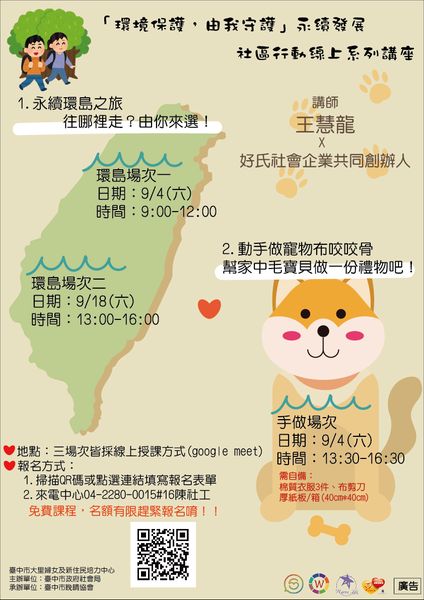 「環境保護，由我守護」永續發展
社區行動線上系列講座
1.永續環島之旅
往哪裡走？由你來選！
講師
王慧龍
X
好氏社會企業共同創辦人
環島場次一
日期：9/4(六)
時間：9:00-12:00
2.動手做寵物布咬咬骨
幫家中毛寶貝做一份禮物吧！
環島場次二
日期：9/18(六)
時間：13:00-16:00
手做場次
日期：9/4(六)
時間：13:30-16:30
需自備：
棉質衣服3件、布剪刀
厚紙板/箱(40cm*40cm)
地點：三場次皆採線上授課方式(google meet)
報名方式：
1.掃描QR碼或點選連結填寫報名表單
2.來電中心04-2280-0015#16陳社工
免費課程，名額有限趕緊報名唷！！
臺中市大里婦女及新住民培力中心
主辦單位：臺中市政府社會局
承辦單位：臺中市晚晴協會
廣告